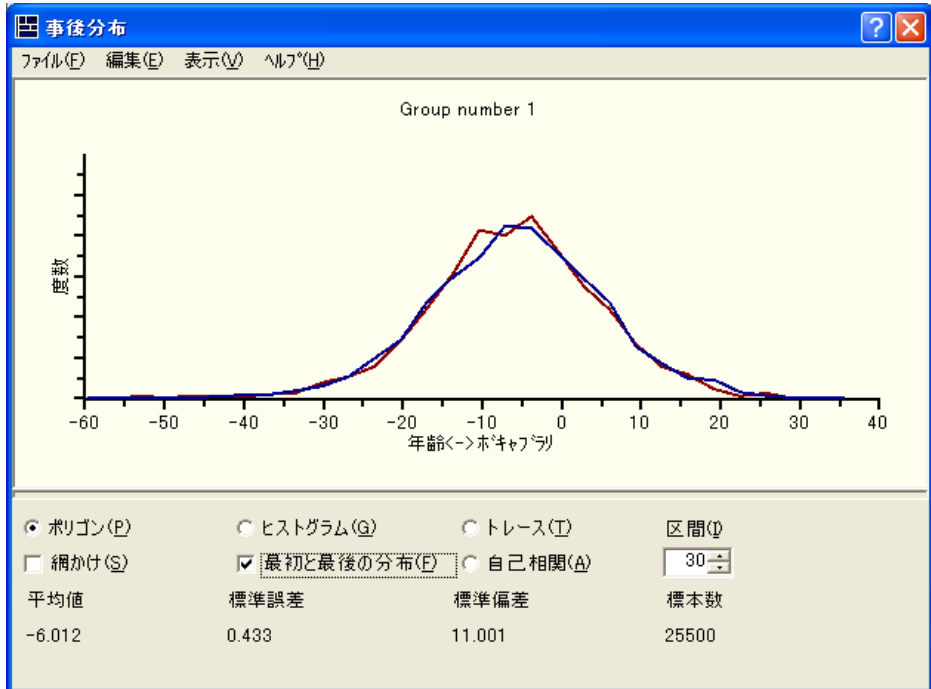 事後分布
ファイル(F) 編集(E) 表示(V) ヘルプ(H)
Group number 1
度数
-60 -50 -40 -30 -20 -10 0 10 20 30 40
年齢<->ボキャブラリ
ポリゴン(P) ヒストグラム(G) トレース(T) 区間(I)
網かけ(S) 最初と最後の分布(F) 自己相関(A) 30
平均値 標準誤差 標準偏差 標本数
-6.012 0.433 11.001 25500